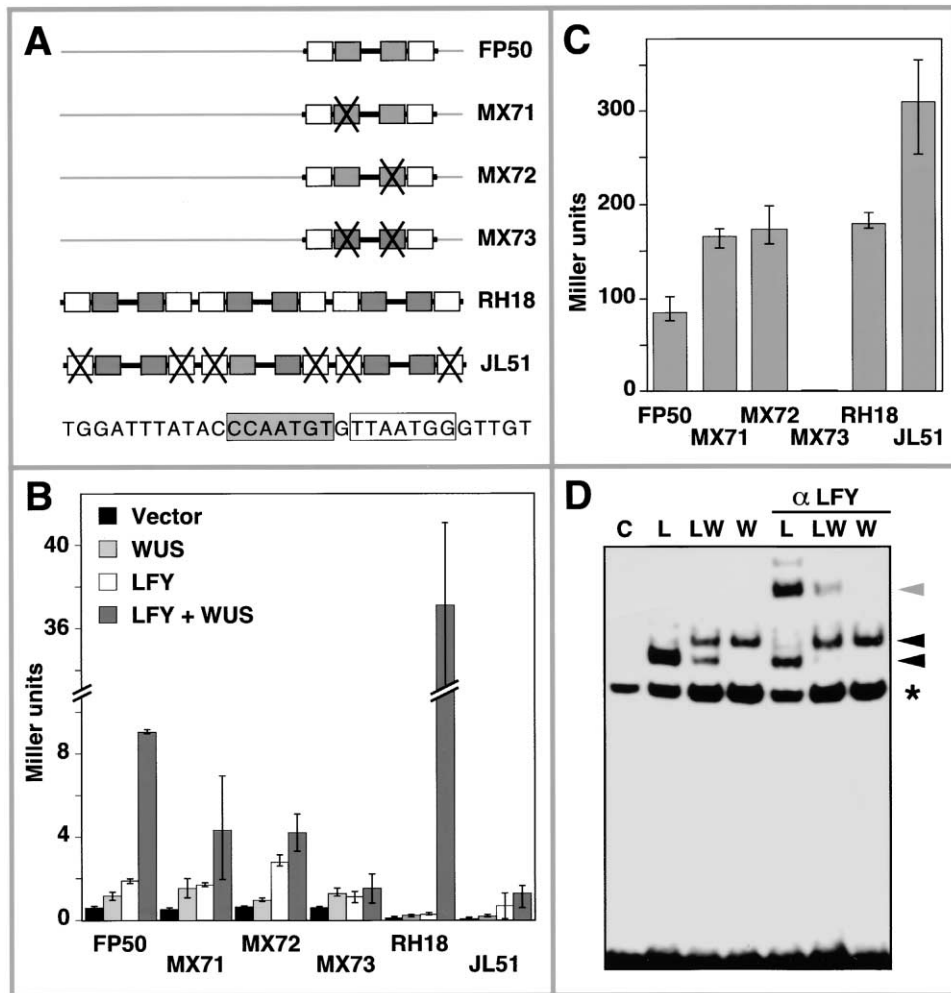 A
FP50
MX71
MX72
MX73
RH18
JL51
TGGATTTATACCCAATGTGTTAATGGGTTGT
B
Vector
WUS
LFY
LFY + WUS
40
36
8
4
0
Miller units
FP50
MX71
MX72
MX73
RH18
JL51
C
300
200
100
0
Miller units
FP50
MX71
MX72
MX73
RH18
JL51
D
α LFY
C L LW W L LW W
*